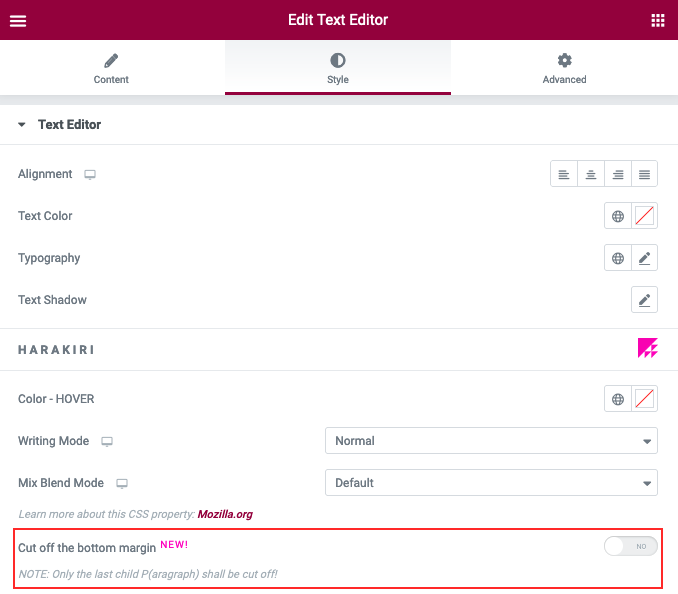 Edit Text Editor
Content
Style
Advanced
Text Editor
Alignment
Text Color
Typography
Text Shadow
HARAKIRI
Color - HOVER
Writing Mode Normal
Mix Blend Mode Default
Learn more about this CSS property: Mozilla.org
Cut off the bottom margin NEW! NO
NOTE: Only the last child P(aragraph) shall be cut off!